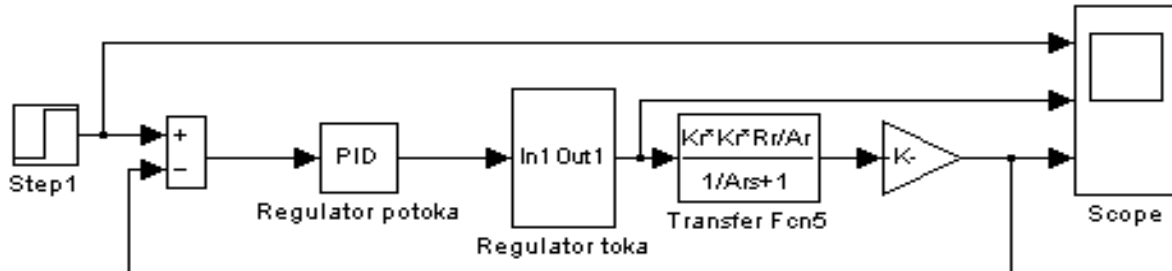 Step1
+
−
PID
Regulator potoka
In1 Out1
Regulator toka
Kr*Kr*Rr/Ar
1/Ars+1
Transfer Fcn5
-K-
Scope